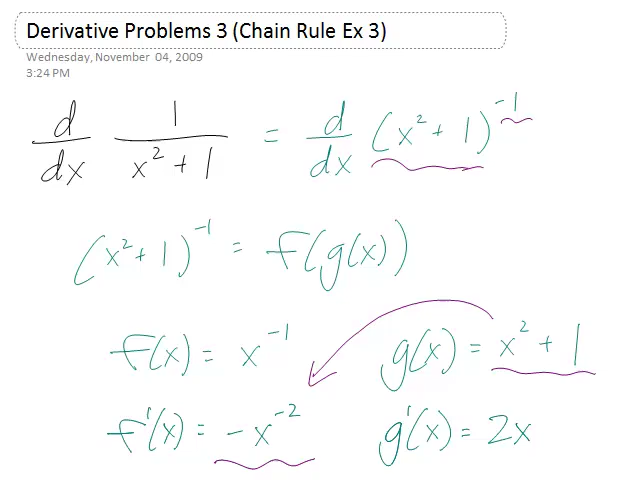 Derivative Problems 3 (Chain Rule Ex 3)
Wednesday, November 04, 2009
3:24 PM
d/dx 1/(x² + 1) = d/dx (x² + 1)⁻¹
(x² + 1)⁻¹ = f(g(x))
f(x) = x⁻¹ g(x) = x² + 1
f'(x) = -x⁻² g'(x) = 2x